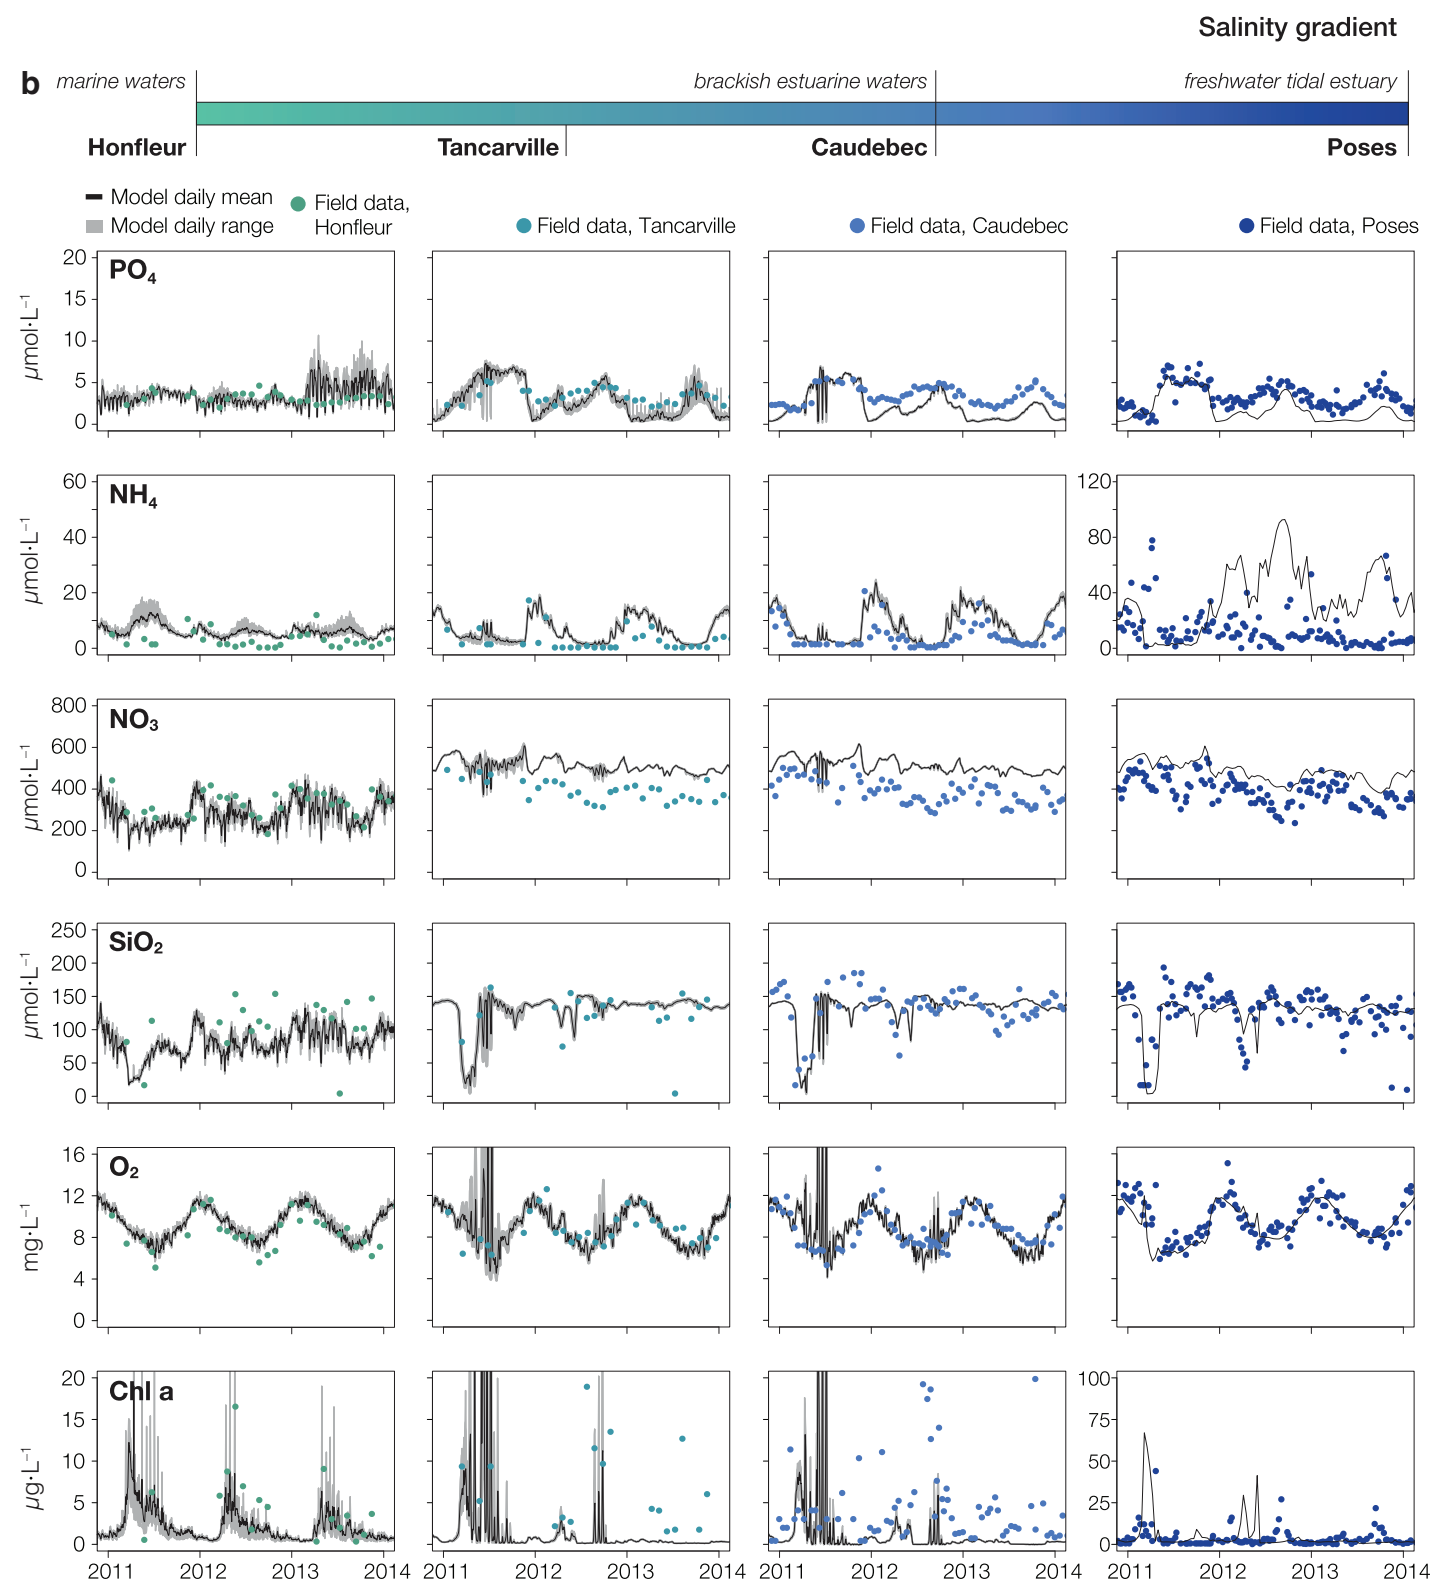 Salinity gradient
b marine waters brackish estuarine waters freshwater tidal estuary
Honfleur Tancarville Caudebec Poses
Model daily mean
Model daily range
Field data,
Honfleur
Field data, Tancarville
Field data, Caudebec
Field data, Poses
PO₄
µmol·L⁻¹
20
15
10
5
0
NH₄
µmol·L⁻¹
60
40
20
0
120
80
40
0
NO₃
µmol·L⁻¹
800
600
400
200
0
SiO₂
µmol·L⁻¹
250
200
150
100
50
0
O₂
mg·L⁻¹
16
12
8
4
0
Chl a
µg·L⁻¹
20
15
10
5
0
100
75
50
25
0
2011 2012 2013 2014 2011 2012 2013 2014 2011 2012 2013 2014 2011 2012 2013 2014